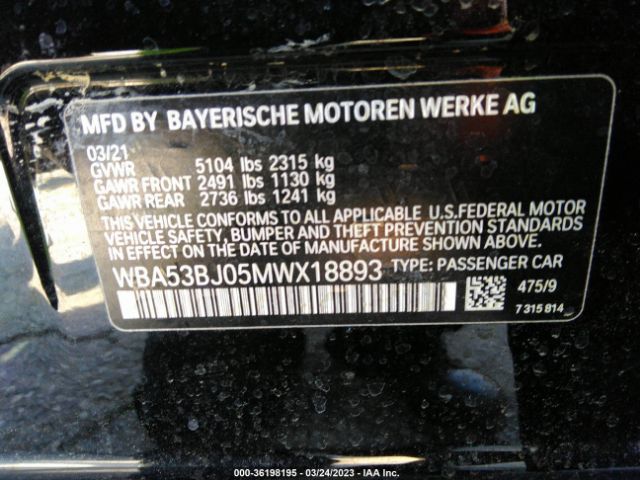 MFD BY BAYERISCHE MOTOREN WERKE AG
03/21
GVWR 5104 lbs 2315 kg
GAWR FRONT 2491 lbs 1130 kg
GAWR REAR 2736 lbs 1241 kg
THIS VEHICLE CONFORMS TO ALL APPLICABLE U.S.FEDERAL MOTOR
VEHICLE SAFETY, BUMPER, AND THEFT PREVENTION STANDARDS
IN EFFECT ON THE DATE OF MANUFACTURE SHOWN ABOVE.
WBA53BJ05MWX18893 TYPE: PASSENGER CAR
475/9
7 315 814
000-36198195 - 03/24/2023 - IAA Inc.